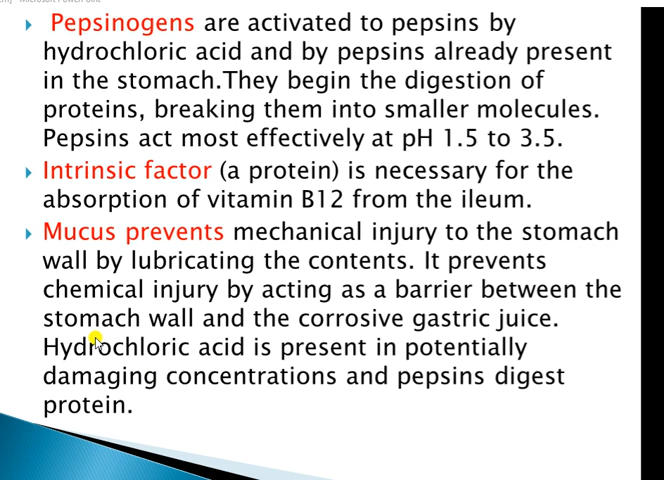 Pepsinogens are activated to pepsins by
hydrochloric acid and by pepsins already present
in the stomach.They begin the digestion of
proteins, breaking them into smaller molecules.
Pepsins act most effectively at pH 1.5 to 3.5.
Intrinsic factor (a protein) is necessary for the
absorption of vitamin B12 from the ileum.
Mucus prevents mechanical injury to the stomach
wall by lubricating the contents. It prevents
chemical injury by acting as a barrier between the
stomach wall and the corrosive gastric juice.
Hydrochloric acid is present in potentially
damaging concentrations and pepsins digest
protein.